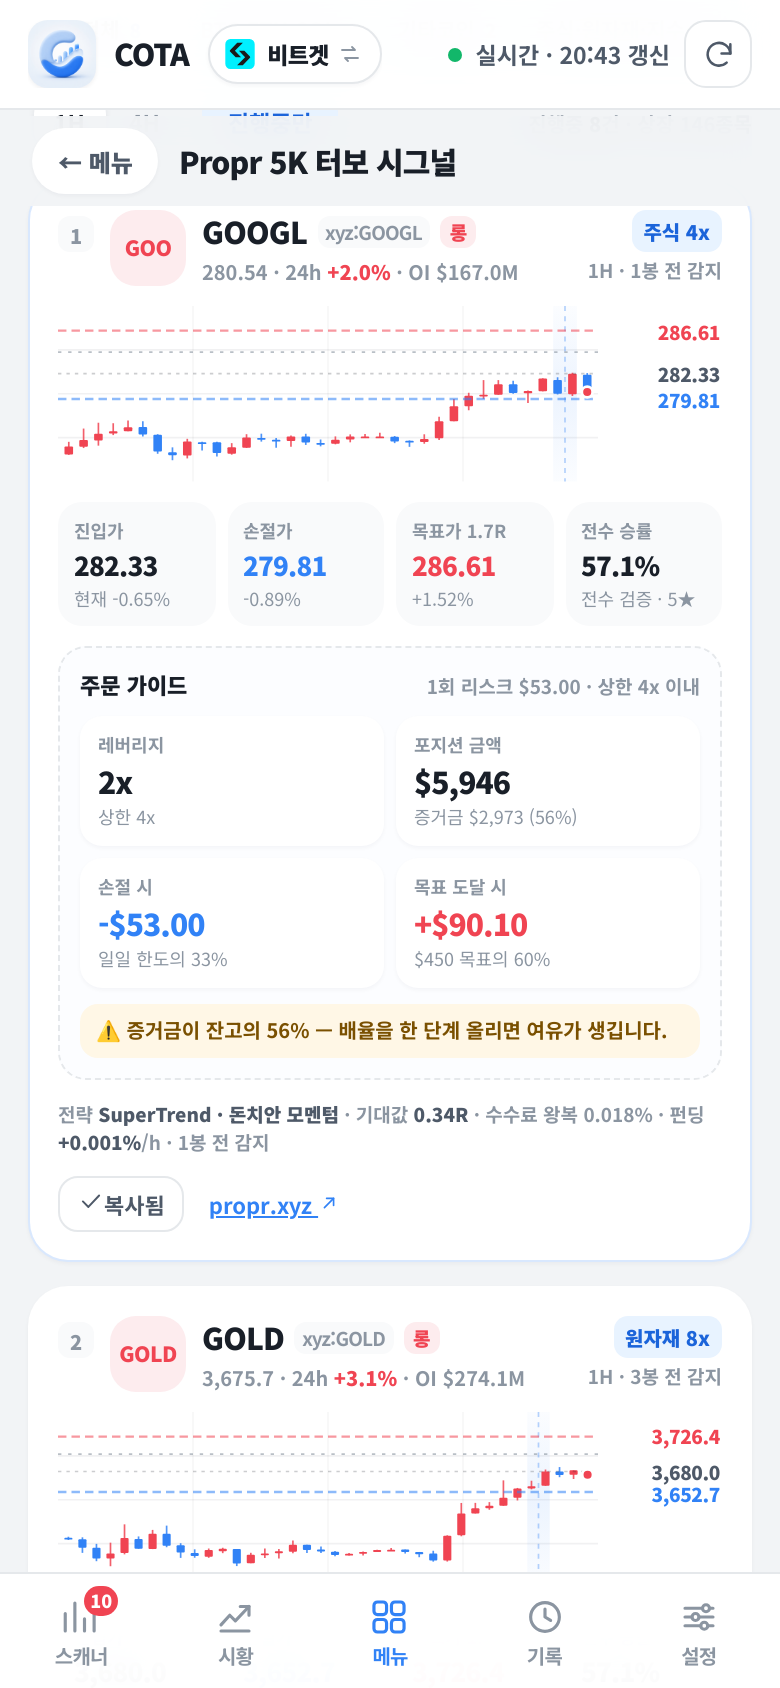 COTA
비트겟
실시간 · 20:43 갱신
← 메뉴
Propr 5K 터보 시그널
1
GOO
GOOGL xyz:GOOGL 롱
280.54 · 24h +2.0% · OI $167.0M
주식 4x
1H · 1봉 전 감지
286.61
282.33
279.81
진입가
282.33
현재 -0.65%
손절가
279.81
-0.89%
목표가 1.7R
286.61
+1.52%
전수 승률
57.1%
전수 검증 · 5★
주문 가이드
1회 리스크 $53.00 · 상한 4x 이내
레버리지
2x
상한 4x
포지션 금액
$5,946
증거금 $2,973 (56%)
손절 시
-$53.00
일일 한도의 33%
목표 도달 시
+$90.10
$450 목표의 60%
⚠️ 증거금이 잔고의 56% — 배율을 한 단계 올리면 여유가 생깁니다.
전략 SuperTrend · 돈치안 모멘텀 · 기대값 0.34R · 수수료 왕복 0.018% · 펀딩
+0.001%/h · 1봉 전 감지
✓복사됨
propr.xyz ↗
2
GOLD
GOLD xyz:GOLD 롱
3,675.7 · 24h +3.1% · OI $274.1M
원자재 8x
1H · 3봉 전 감지
3,726.4
3,680.0
3,652.7
10
스캐너
시황
메뉴
기록
설정